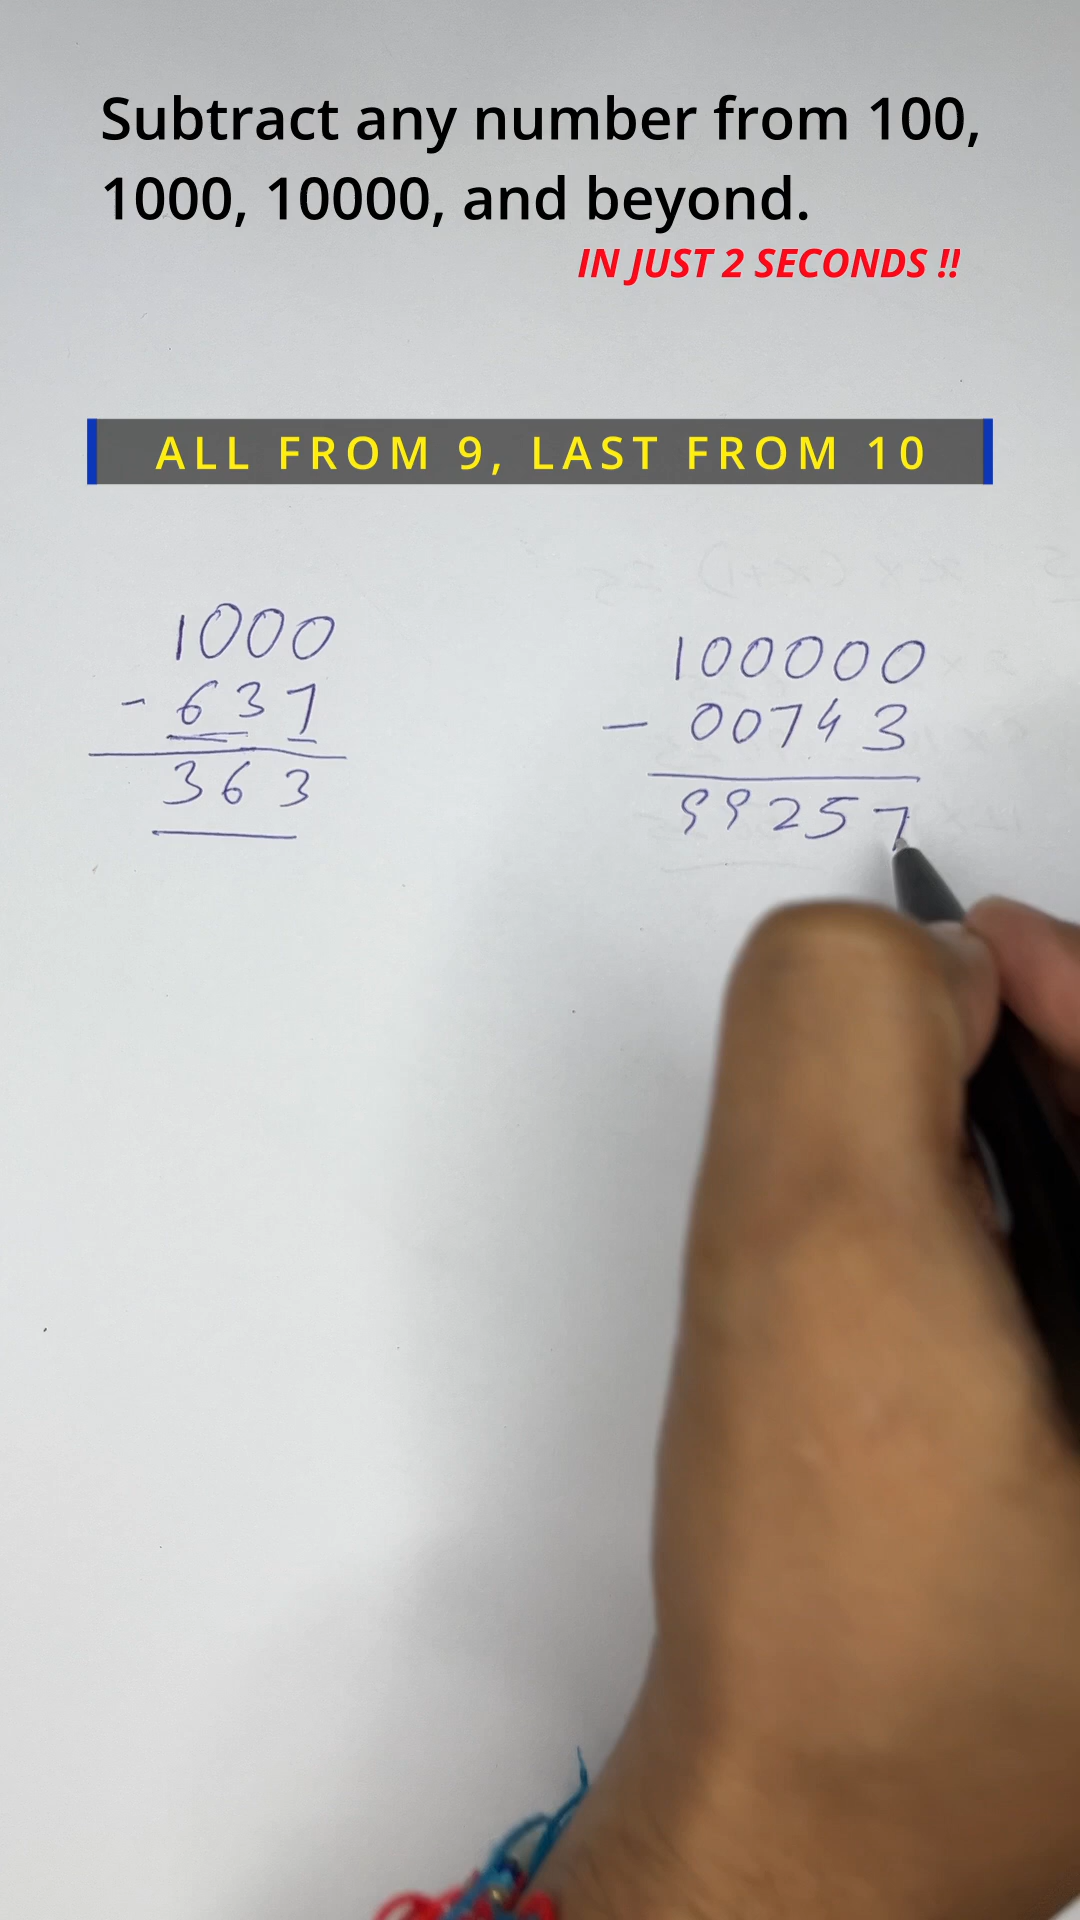 Subtract any number from 100,
1000, 10000, and beyond.
IN JUST 2 SECONDS !!
ALL FROM 9, LAST FROM 10
1000
- 637
363
100000
- 00743
99257